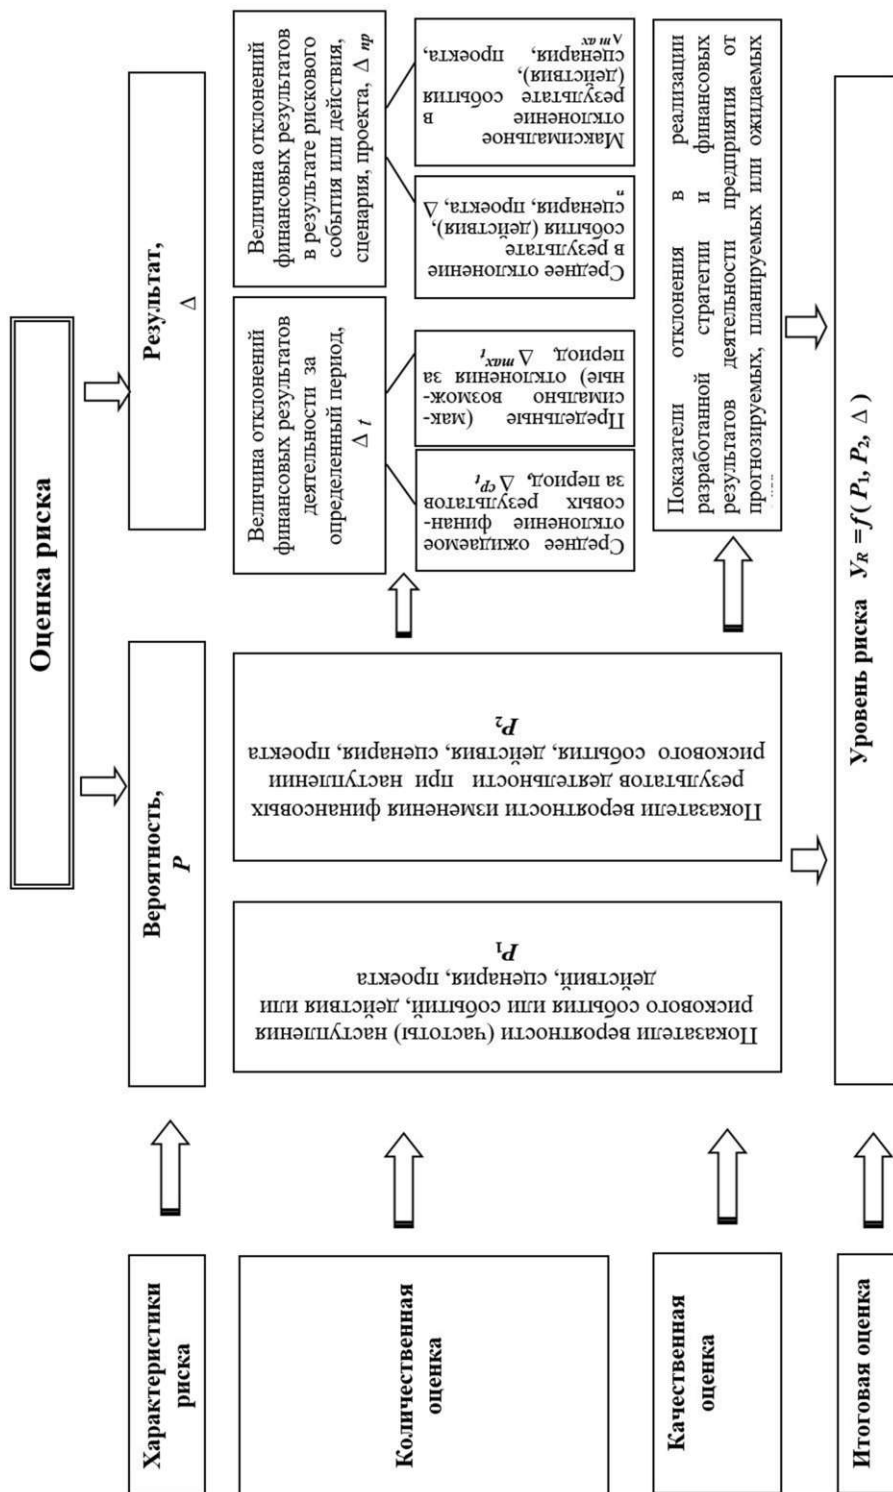 Оценка риска
Характеристики
риска
Вероятность,
P
Результат,
Δ
Количественная
оценка
Показатели вероятности (частоты) наступления
рискового события или событий, действия или
действий, сценария, проекта
P₁
Показатели вероятности изменения финансовых
результатов деятельности при наступлении
рискового события, действия, сценария, проекта
P₂
Величина отклонений
финансовых результатов
деятельности за
определенный период,
Δ t
Величина отклонений
финансовых результатов
в результате рискового
события или действия,
сценария, проекта, Δ пр
Среднее ожидаемое
отклонение финан-
совых результатов
за период, Δ ср t
Предельные (мак-
симально возмож-
ные) отклонения за
период, Δ max t
Среднее отклонение
в результате
события (действия),
сценария, проекта, Δ
Максимальное
отклонение в
результате события
(действия),
сценария, проекта,
Δ max
Качественная
оценка
Показатели отклонения в реализации
разработанной стратегии и финансовых
результатов деятельности предприятия от
прогнозируемых, планируемых или ожидаемых
Итоговая оценка
Уровень риска У_R = f ( P₁, P₂, Δ )